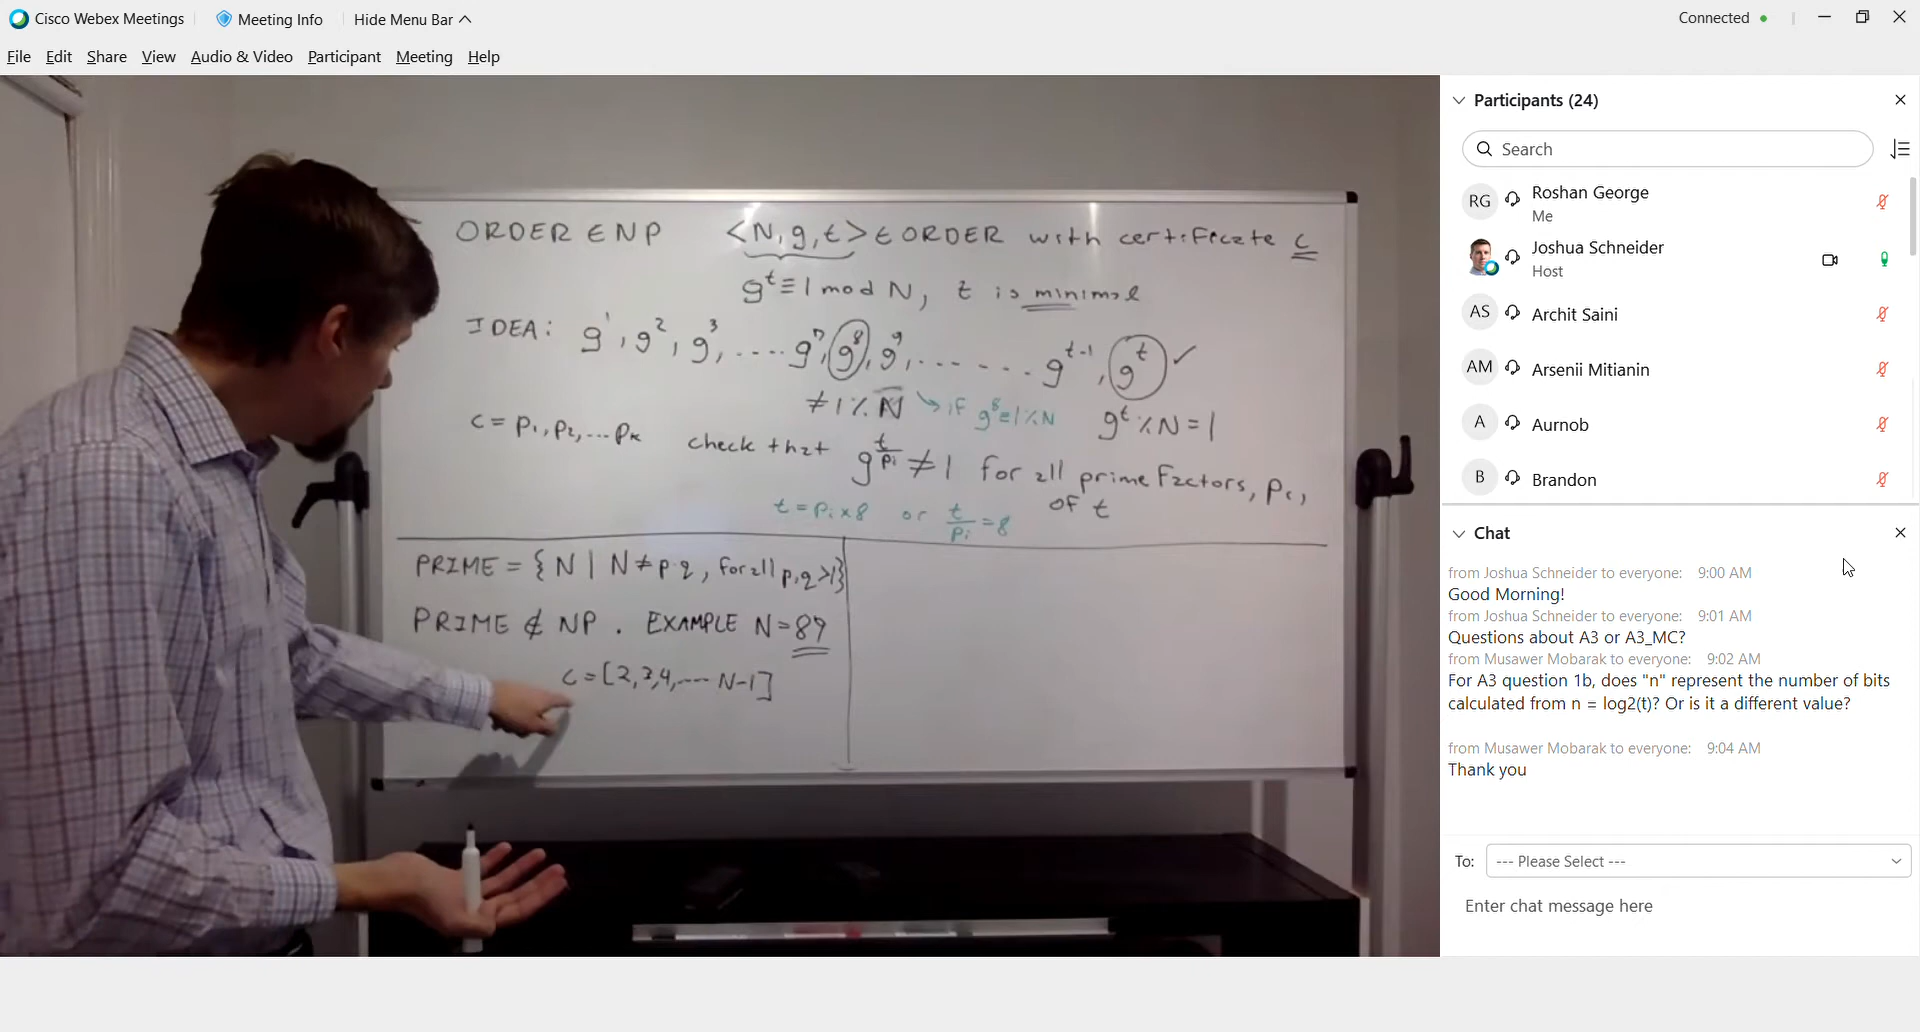 Cisco Webex Meetings Meeting Info Hide Menu Bar Connected
File Edit Share View Audio & Video Participant Meeting Help
ORDER ∈ NP <N,g,t> ∈ ORDER with certificate c
g^t ≡ 1 mod N, t is minimal
IDEA: g^1, g^2, g^3, .... g^7, g^8, g^9, ....... g^t-1, g^t ✓
≠ 1 % N if g^8 ≡ 1 % N g^t % N = 1
c = p1, p2, ... pk check that g^t/pi ≠ 1 for all prime factors, pi,
of t
t = pi × 8 or t/pi = 8
PRIME = { N | N ≠ p·q, for all p,q >1}
PRIME ∉ NP . EXAMPLE N = 89
c = [2,3,4,.... N-1]
Participants (24)
Search
RG Roshan George
Me
Joshua Schneider
Host
AS Archit Saini
AM Arsenii Mitianin
A Aurnob
B Brandon
Chat
from Joshua Schneider to everyone: 9:00 AM
Good Morning!
from Joshua Schneider to everyone: 9:01 AM
Questions about A3 or A3_MC?
from Musawer Mobarak to everyone: 9:02 AM
For A3 question 1b, does "n" represent the number of bits
calculated from n = log2(t)? Or is it a different value?
from Musawer Mobarak to everyone: 9:04 AM
Thank you
To: --- Please Select ---
Enter chat message here